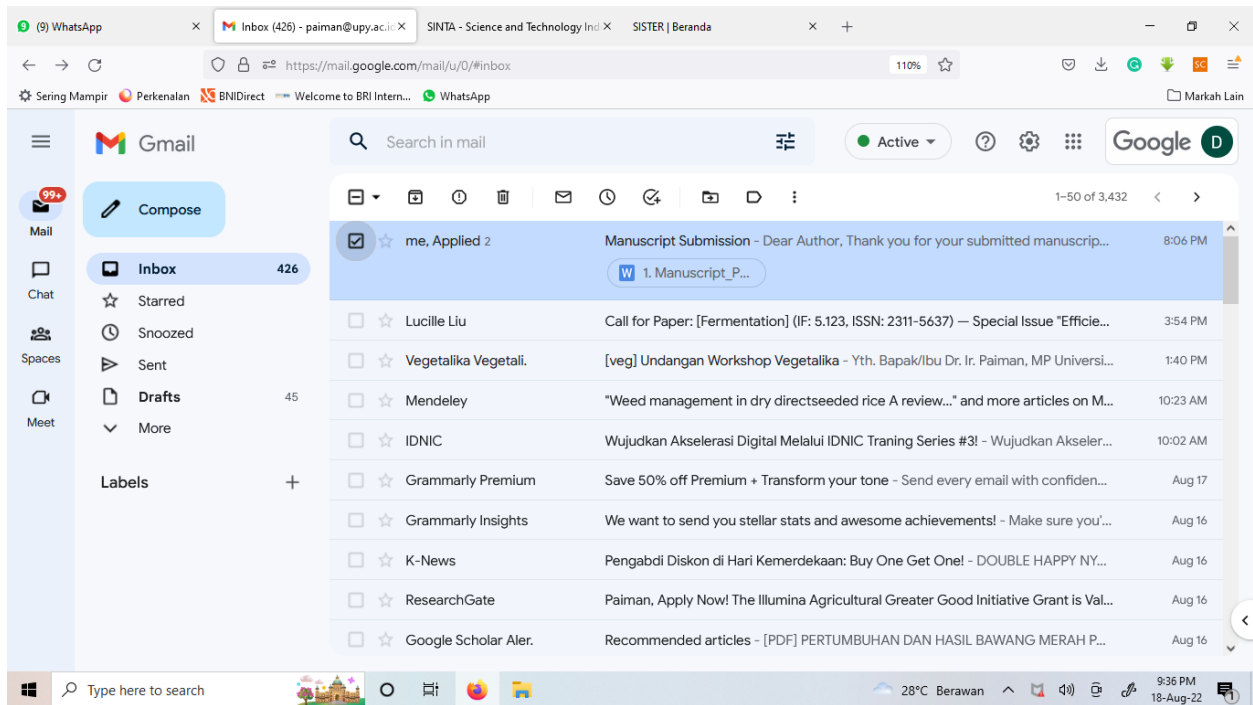 (9) WhatsApp
Inbox (426) - paiman@upy.ac.id
SINTA - Science and Technology Ind
SISTER | Beranda
https://mail.google.com/mail/u/0/#inbox
110%
Sering Mampir
Perkenalan
BNIDirect
Welcome to BRI Intern...
WhatsApp
Markah Lain
Gmail
Search in mail
Active
Google
D
99+
Mail
Chat
Spaces
Meet
Compose
Inbox 426
Starred
Snoozed
Sent
Drafts 45
More
Labels
1–50 of 3,432
me, Applied 2 Manuscript Submission - Dear Author, Thank you for your submitted manuscrip... 8:06 PM
W 1. Manuscript_P...
Lucille Liu Call for Paper: [Fermentation] (IF: 5.123, ISSN: 2311-5637) — Special Issue "Efficie... 3:54 PM
Vegetalika Vegetali. [veg] Undangan Workshop Vegetalika - Yth. Bapak/Ibu Dr. Ir. Paiman, MP Universi... 1:40 PM
Mendeley "Weed management in dry directseeded rice A review..." and more articles on M... 10:23 AM
IDNIC Wujudkan Akselerasi Digital Melalui IDNIC Traning Series #3! - Wujudkan Akseler... 10:02 AM
Grammarly Premium Save 50% off Premium + Transform your tone - Send every email with confiden... Aug 17
Grammarly Insights We want to send you stellar stats and awesome achievements! - Make sure you'... Aug 16
K-News Pengabdi Diskon di Hari Kemerdekaan: Buy One Get One! - DOUBLE HAPPY NY... Aug 16
ResearchGate Paiman, Apply Now! The Illumina Agricultural Greater Good Initiative Grant is Val... Aug 16
Google Scholar Aler. Recommended articles - [PDF] PERTUMBUHAN DAN HASIL BAWANG MERAH P... Aug 16
Type here to search
28°C Berawan
9:36 PM
18-Aug-22
1